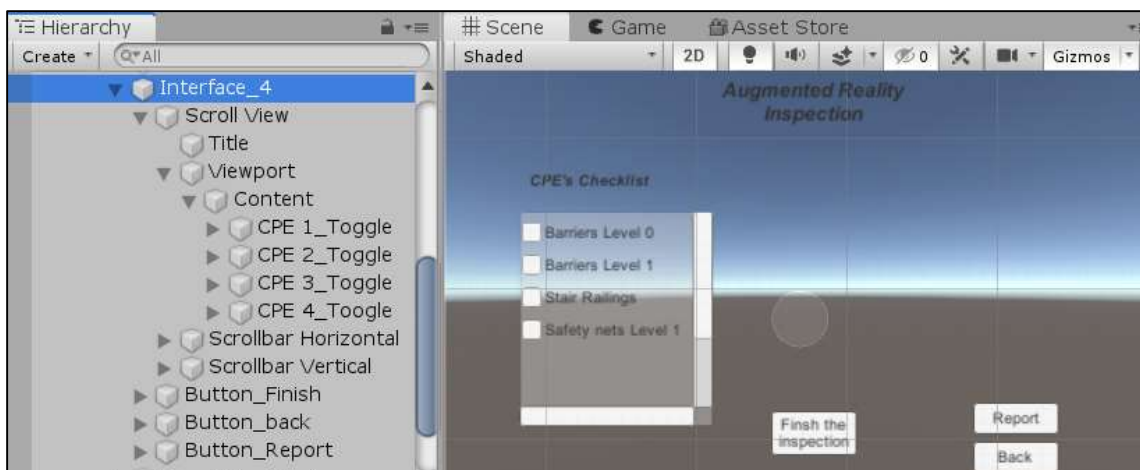 Hierarchy
Create
All
Interface_4
Scroll View
Title
Viewport
Content
CPE 1_Toggle
CPE 2_Toggle
CPE 3_Toggle
CPE 4_Toogle
Scrollbar Horizontal
Scrollbar Vertical
Button_Finish
Button_back
Button_Report
Scene Game Asset Store
Shaded 2D 0 Gizmos
Augmented Reality
Inspection
CPE's Checklist
Barriers Level 0
Barriers Level 1
Stair Railings
Safety nets Level 1
Finsh the
inspection
Report
Back